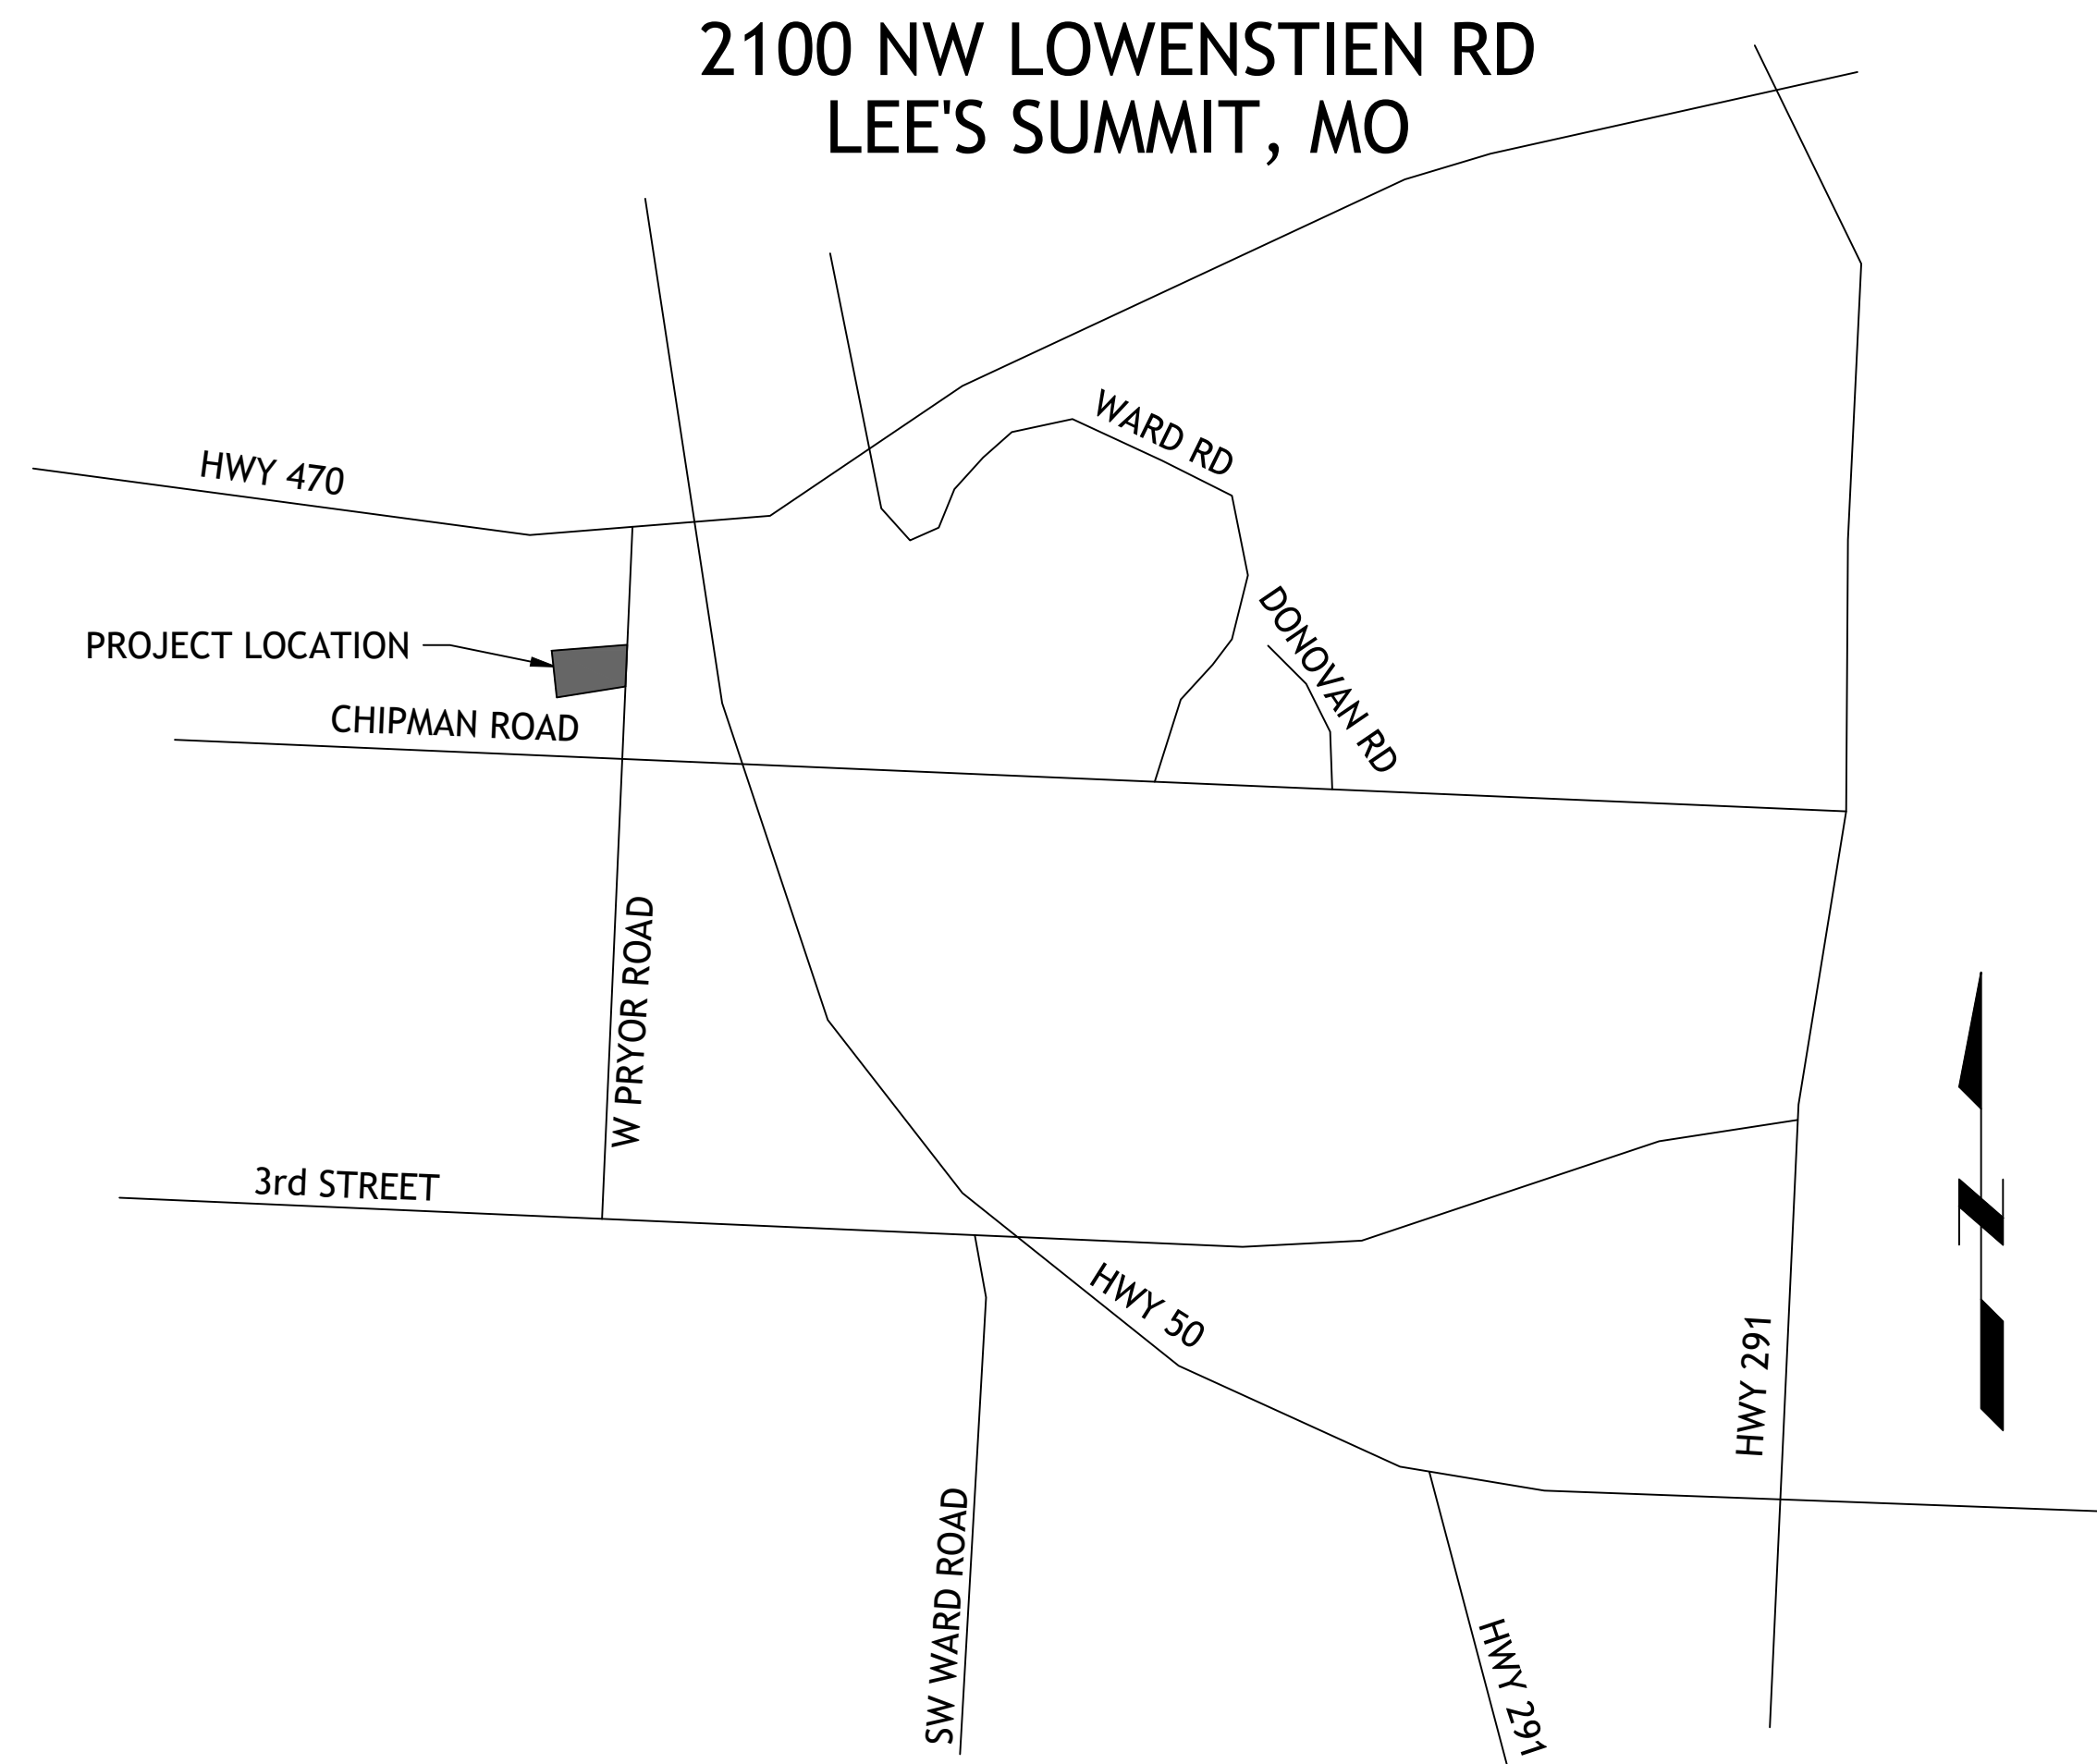 2100 NW LOWENSTIEN RD
LEE'S SUMMIT, MO
WARD RD
HWY 470
DONOVAN RD
PROJECT LOCATION
CHIPMAN ROAD
W PRYOR ROAD
3rd STREET
N
HWY 50
HWY 291
SW WARD ROAD
HWY 291